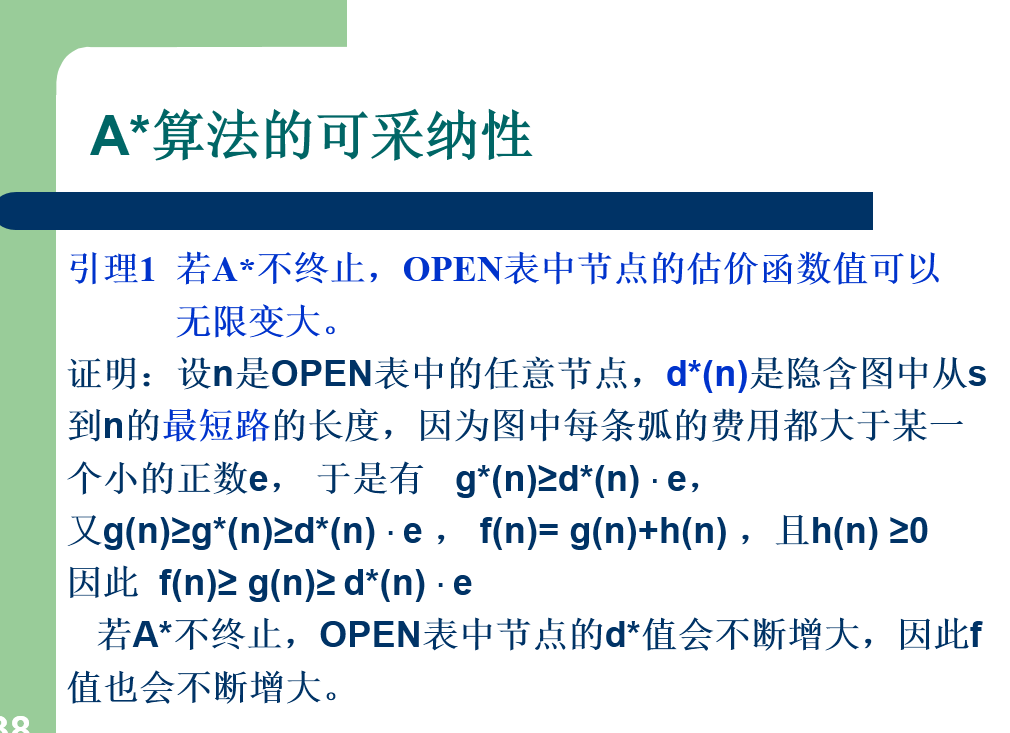 A*算法的可采纳性
引理1 若A*不终止，OPEN表中节点的估价函数值可以
无限变大。
证明：设n是OPEN表中的任意节点，d*(n)是隐含图中从s
到n的最短路的长度，因为图中每条弧的费用都大于某一
个小的正数e， 于是有 g*(n)≥d*(n) · e，
又g(n)≥g*(n)≥d*(n) · e ， f(n)= g(n)+h(n) ，且h(n) ≥0
因此 f(n)≥ g(n)≥ d*(n) · e
若A*不终止，OPEN表中节点的d*值会不断增大，因此f
值也会不断增大。
38